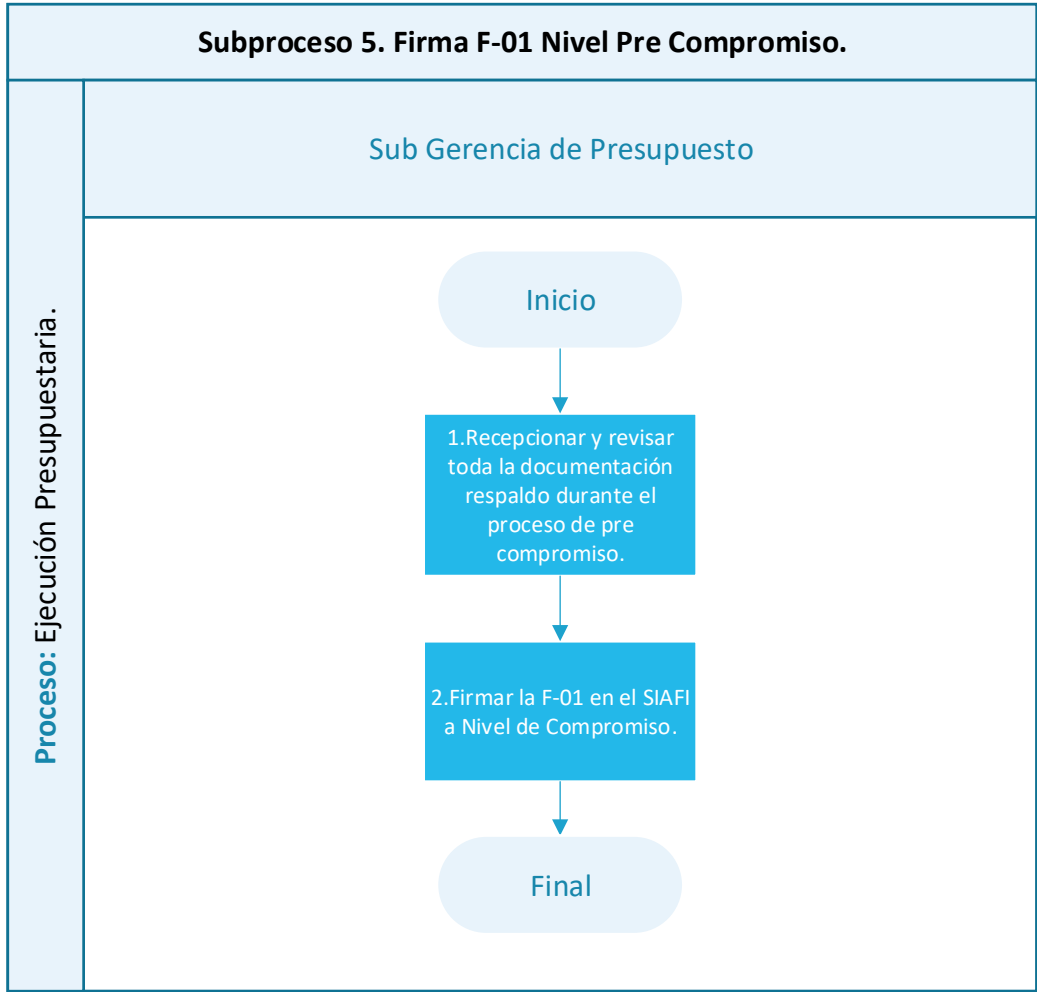 Subproceso 5. Firma F-01 Nivel Pre Compromiso.
Proceso: Ejecución Presupuestaria.
Sub Gerencia de Presupuesto
Inicio
1.Recepcionar y revisar
toda la documentación
respaldo durante el
proceso de pre
compromiso.
2.Firmar la F-01 en el SIAFI
a Nivel de Compromiso.
Final